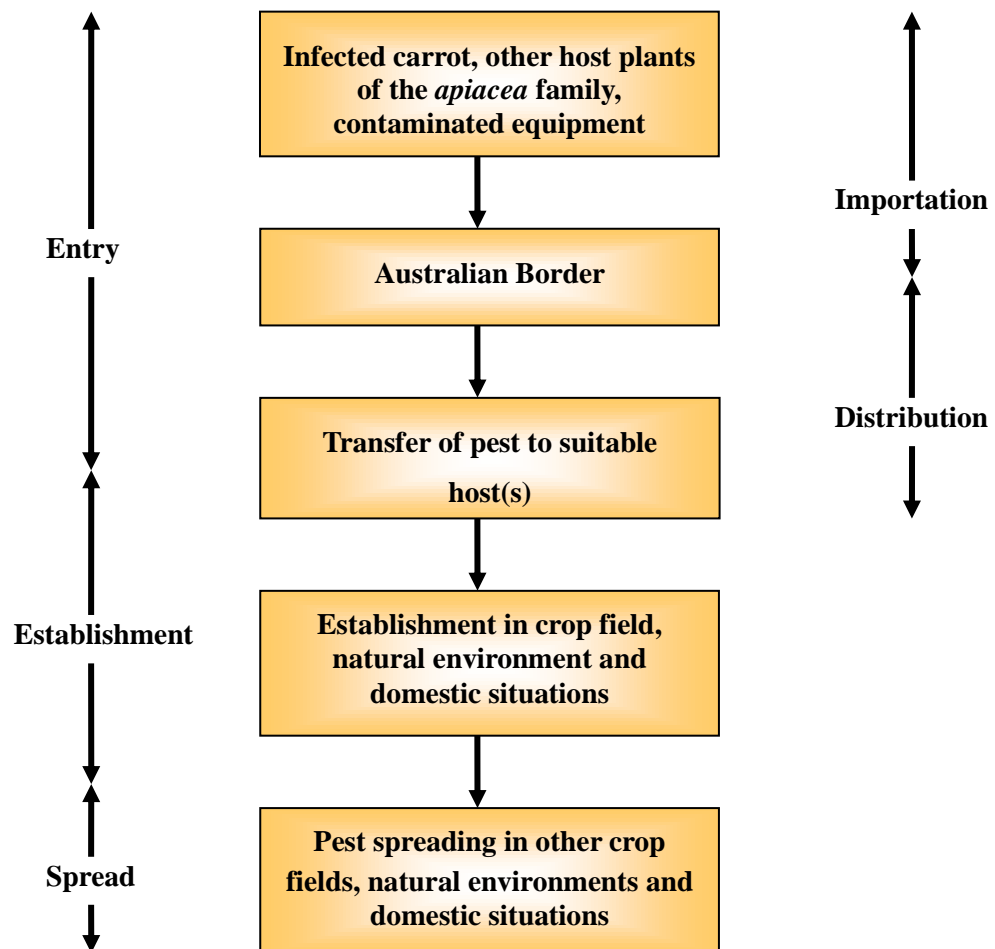 Infected carrot, other host plants
of the apiacea family,
contaminated equipment
Importation
Entry
Australian Border
Distribution
Transfer of pest to suitable
host(s)
Establishment
Establishment in crop field,
natural environment and
domestic situations
Pest spreading in other crop
fields, natural environments and
domestic situations
Spread